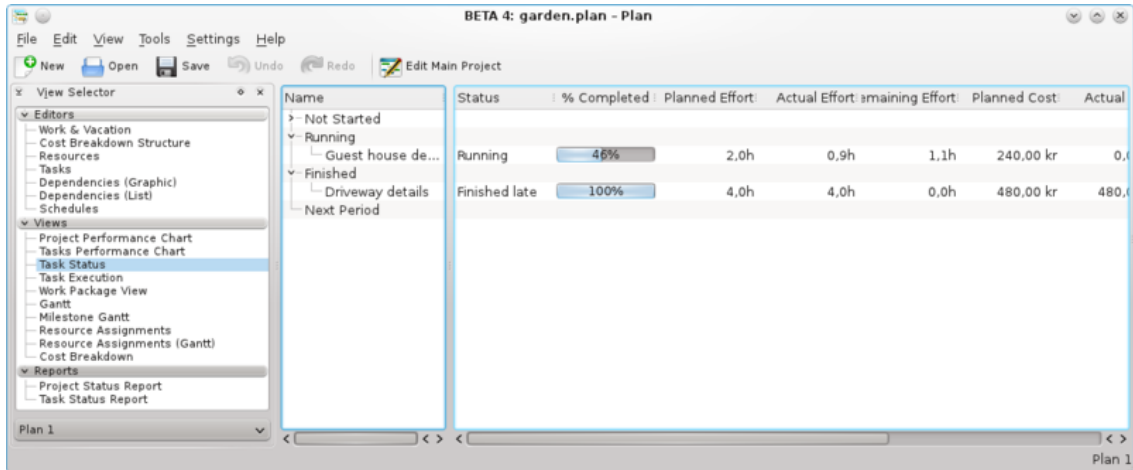 BETA 4: garden.plan – Plan
File Edit View Tools Settings Help
New Open Save Undo Redo Edit Main Project
View Selector
Editors
Work & Vacation
Cost Breakdown Structure
Resources
Tasks
Dependencies (Graphic)
Dependencies (List)
Schedules
Views
Project Performance Chart
Tasks Performance Chart
Task Status
Task Execution
Work Package View
Gantt
Milestone Gantt
Resource Assignments
Resource Assignments (Gantt)
Cost Breakdown
Reports
Project Status Report
Task Status Report
Plan 1
Name Status % Completed Planned Effort Actual Effort emaining Effort Planned Cost Actual
Not Started
Running
Guest house de... Running 46% 2,0h 0,9h 1,1h 240,00 kr 0,
Finished
Driveway details Finished late 100% 4,0h 4,0h 0,0h 480,00 kr 480,
Next Period
Plan 1